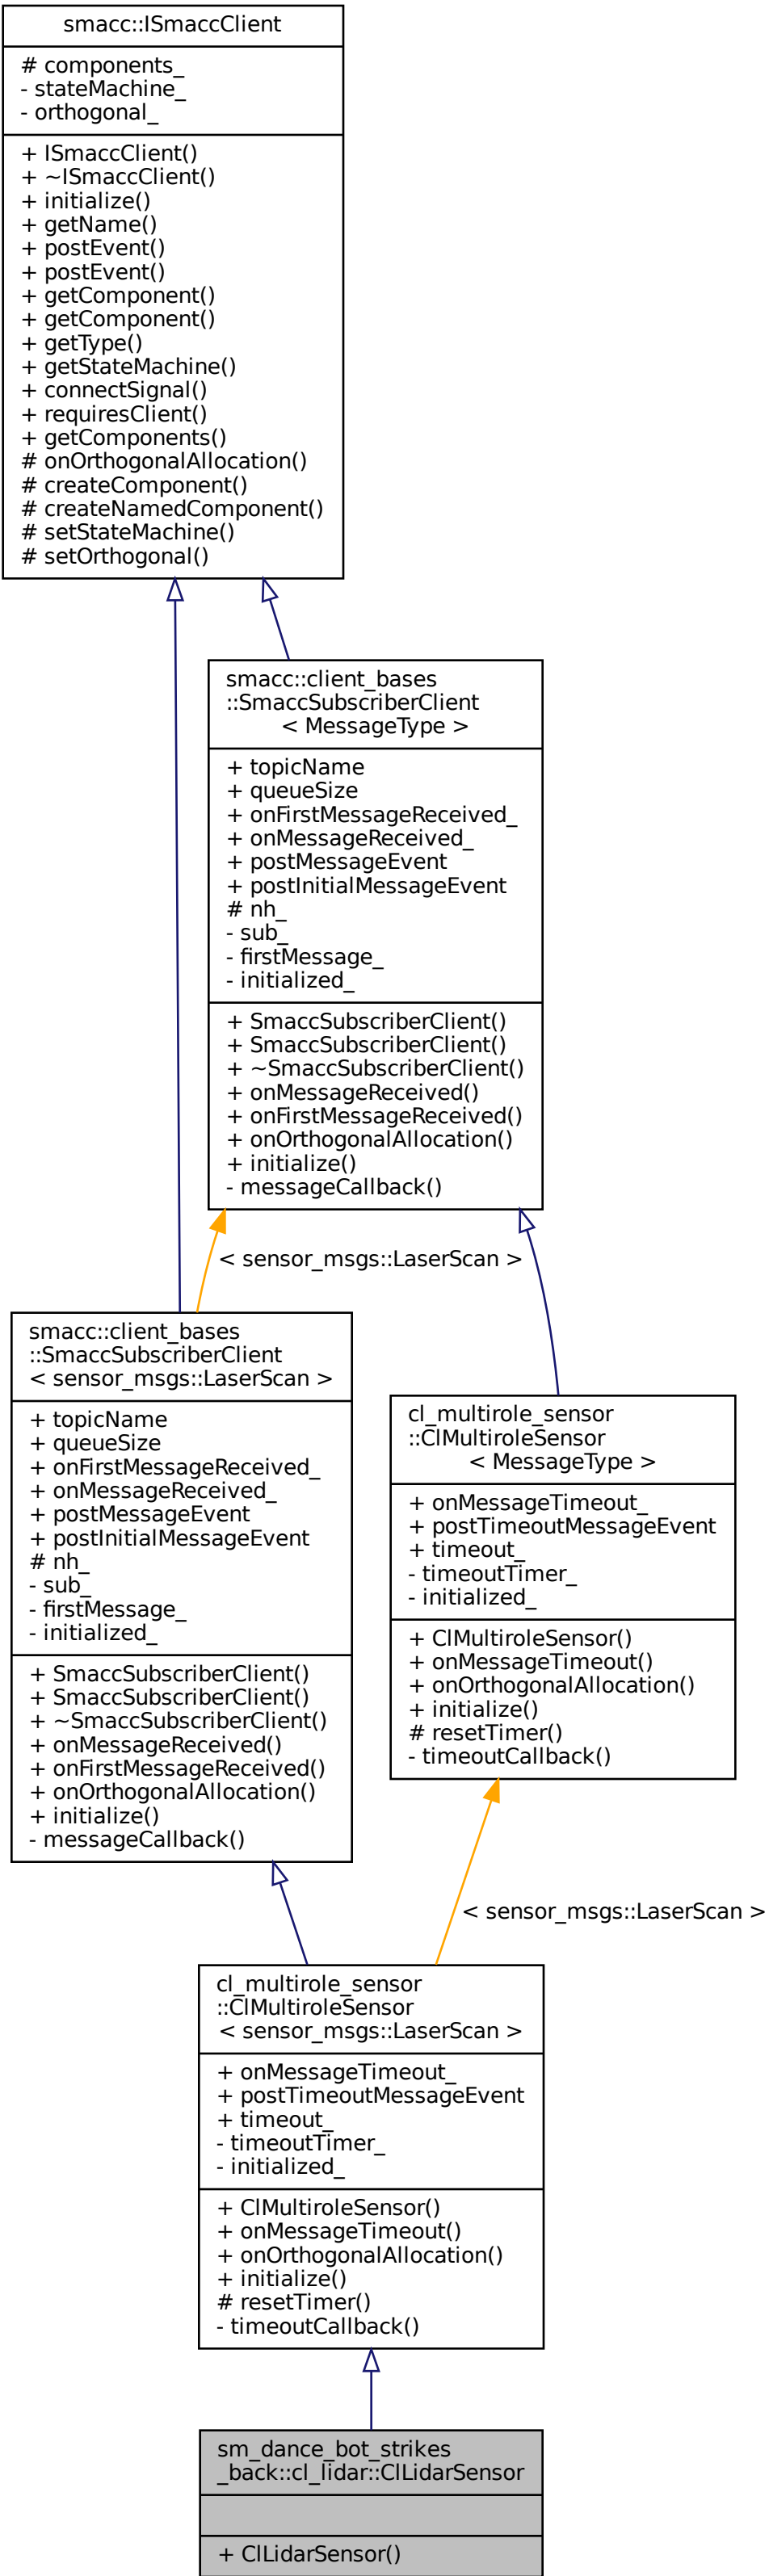 smacc::ISmaccClient
# components_
- stateMachine_
- orthogonal_
+ ISmaccClient()
+ ~ISmaccClient()
+ initialize()
+ getName()
+ postEvent()
+ postEvent()
+ getComponent()
+ getComponent()
+ getType()
+ getStateMachine()
+ connectSignal()
+ requiresClient()
+ getComponents()
# onOrthogonalAllocation()
# createComponent()
# createNamedComponent()
# setStateMachine()
# setOrthogonal()
smacc::client_bases
::SmaccSubscriberClient
< MessageType >
+ topicName
+ queueSize
+ onFirstMessageReceived_
+ onMessageReceived_
+ postMessageEvent
+ postInitialMessageEvent
# nh_
- sub_
- firstMessage_
- initialized_
+ SmaccSubscriberClient()
+ SmaccSubscriberClient()
+ ~SmaccSubscriberClient()
+ onMessageReceived()
+ onFirstMessageReceived()
+ onOrthogonalAllocation()
+ initialize()
- messageCallback()
< sensor_msgs::LaserScan >
smacc::client_bases
::SmaccSubscriberClient
< sensor_msgs::LaserScan >
+ topicName
+ queueSize
+ onFirstMessageReceived_
+ onMessageReceived_
+ postMessageEvent
+ postInitialMessageEvent
# nh_
- sub_
- firstMessage_
- initialized_
+ SmaccSubscriberClient()
+ SmaccSubscriberClient()
+ ~SmaccSubscriberClient()
+ onMessageReceived()
+ onFirstMessageReceived()
+ onOrthogonalAllocation()
+ initialize()
- messageCallback()
cl_multirole_sensor
::ClMultiroleSensor
< MessageType >
+ onMessageTimeout_
+ postTimeoutMessageEvent
+ timeout_
- timeoutTimer_
- initialized_
+ ClMultiroleSensor()
+ onMessageTimeout()
+ onOrthogonalAllocation()
+ initialize()
# resetTimer()
- timeoutCallback()
< sensor_msgs::LaserScan >
cl_multirole_sensor
::ClMultiroleSensor
< sensor_msgs::LaserScan >
+ onMessageTimeout_
+ postTimeoutMessageEvent
+ timeout_
- timeoutTimer_
- initialized_
+ ClMultiroleSensor()
+ onMessageTimeout()
+ onOrthogonalAllocation()
+ initialize()
# resetTimer()
- timeoutCallback()
sm_dance_bot_strikes
_back::cl_lidar::ClLidarSensor
+ ClLidarSensor()